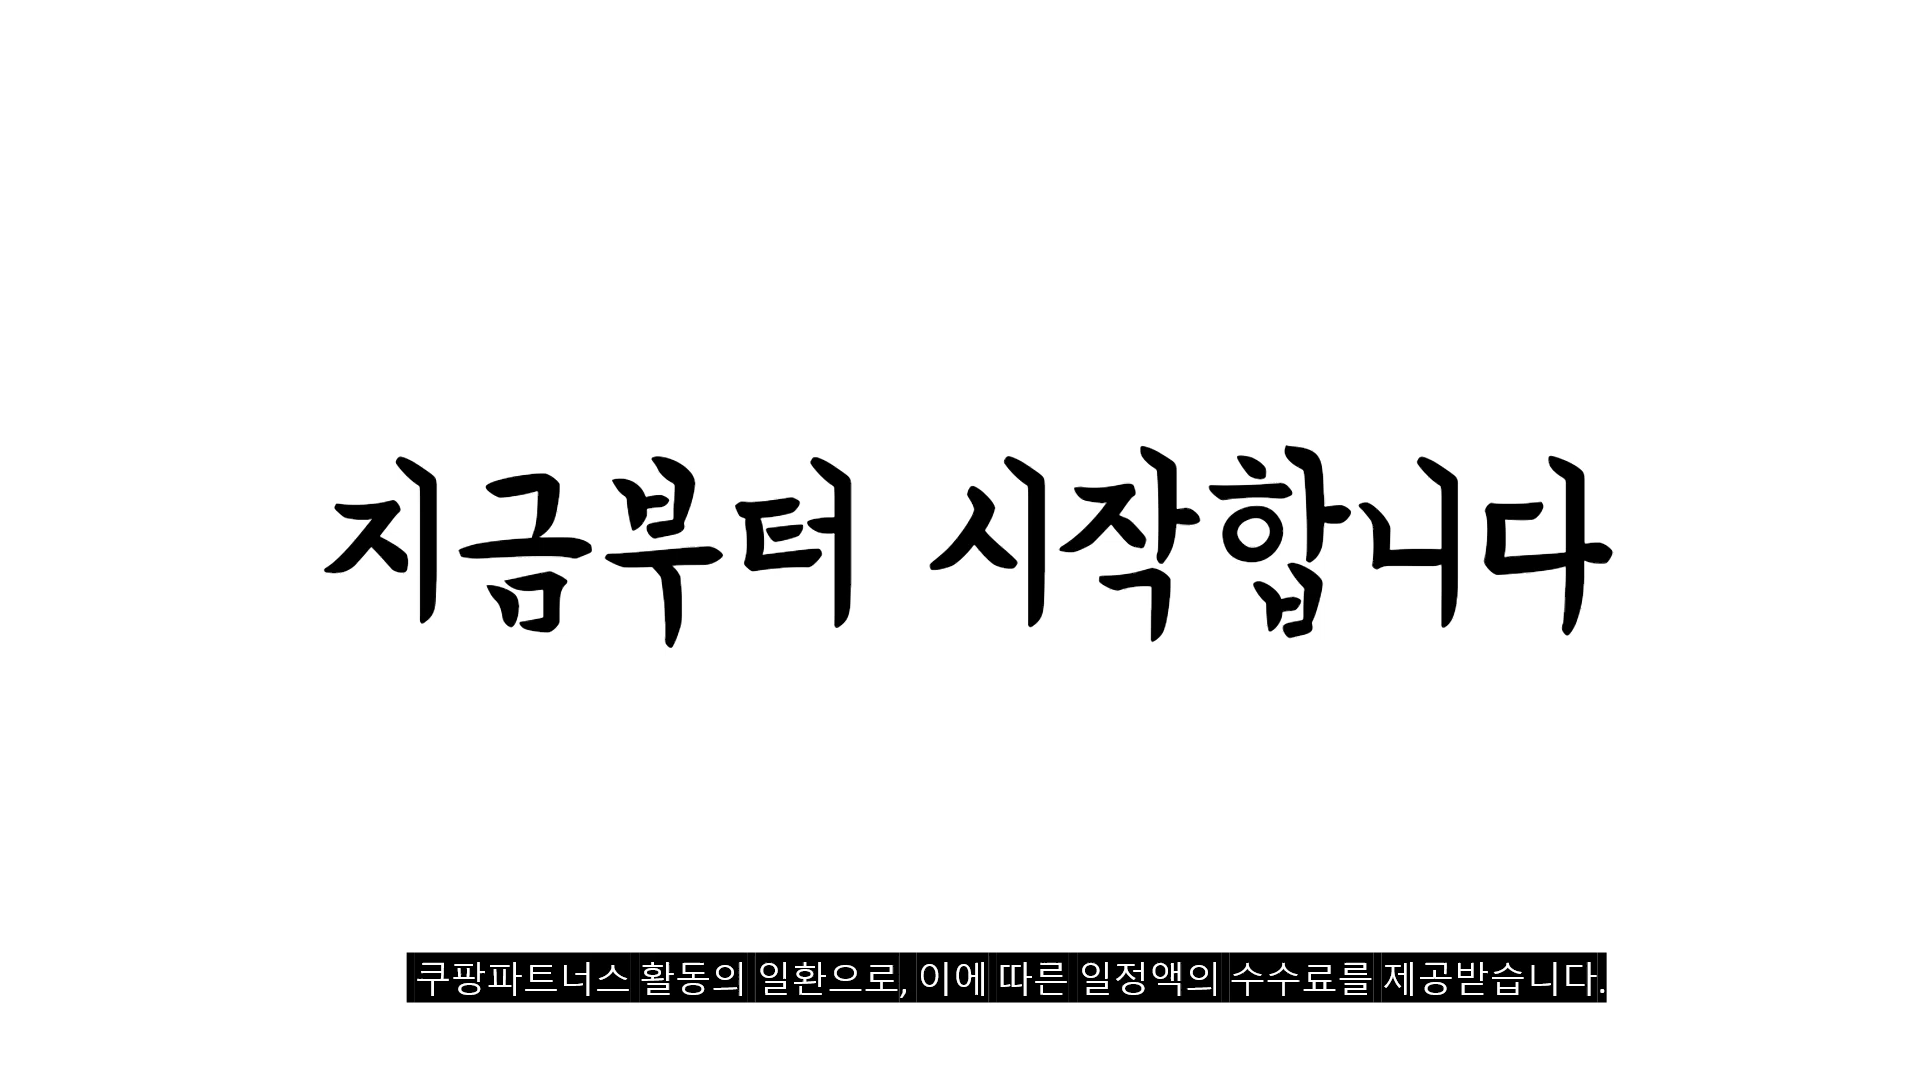 지금부터 시작합니다
쿠팡파트너스 활동의 일환으로, 이에 따른 일정액의 수수료를 제공받습니다.